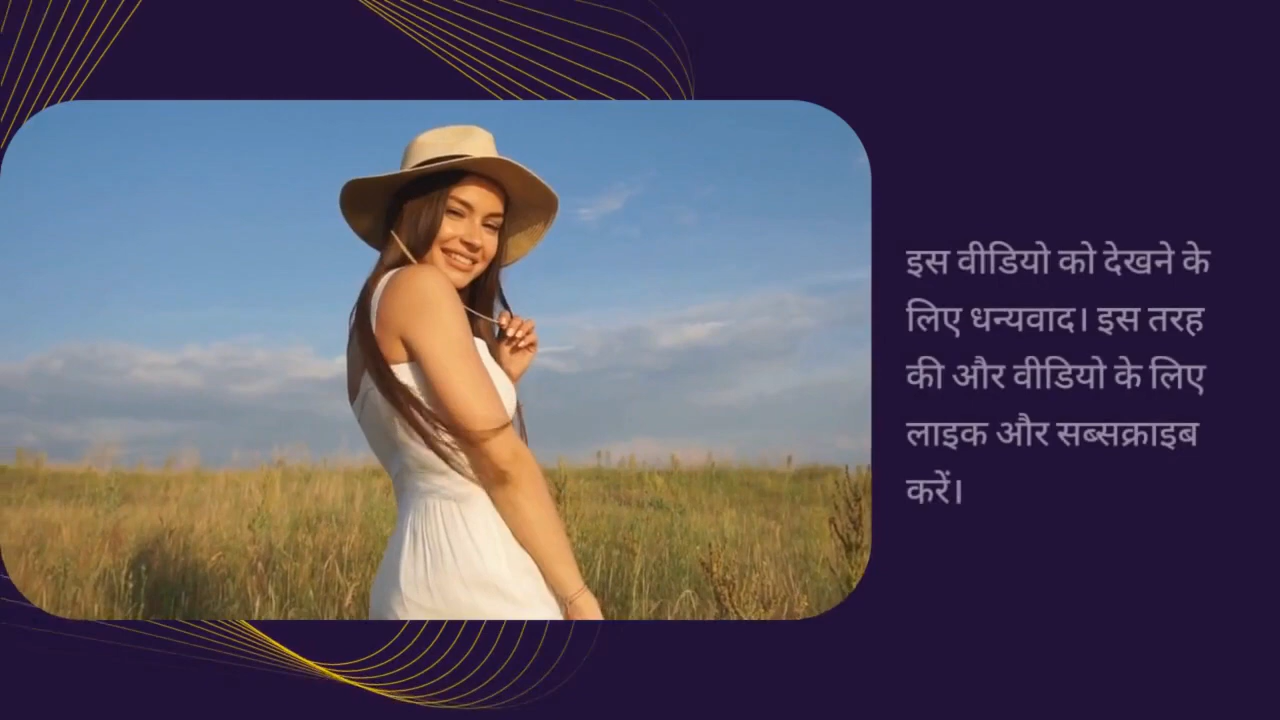 इस वीडियो को देखने के
लिए धन्यवाद। इस तरह
की और वीडियो के लिए
लाइक और सब्सक्राइब
करें।